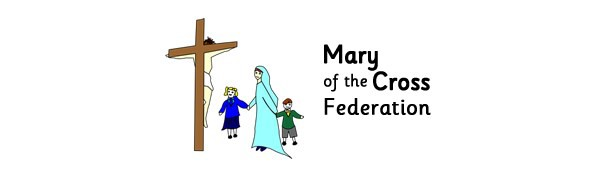 Mary
of the Cross
Federation